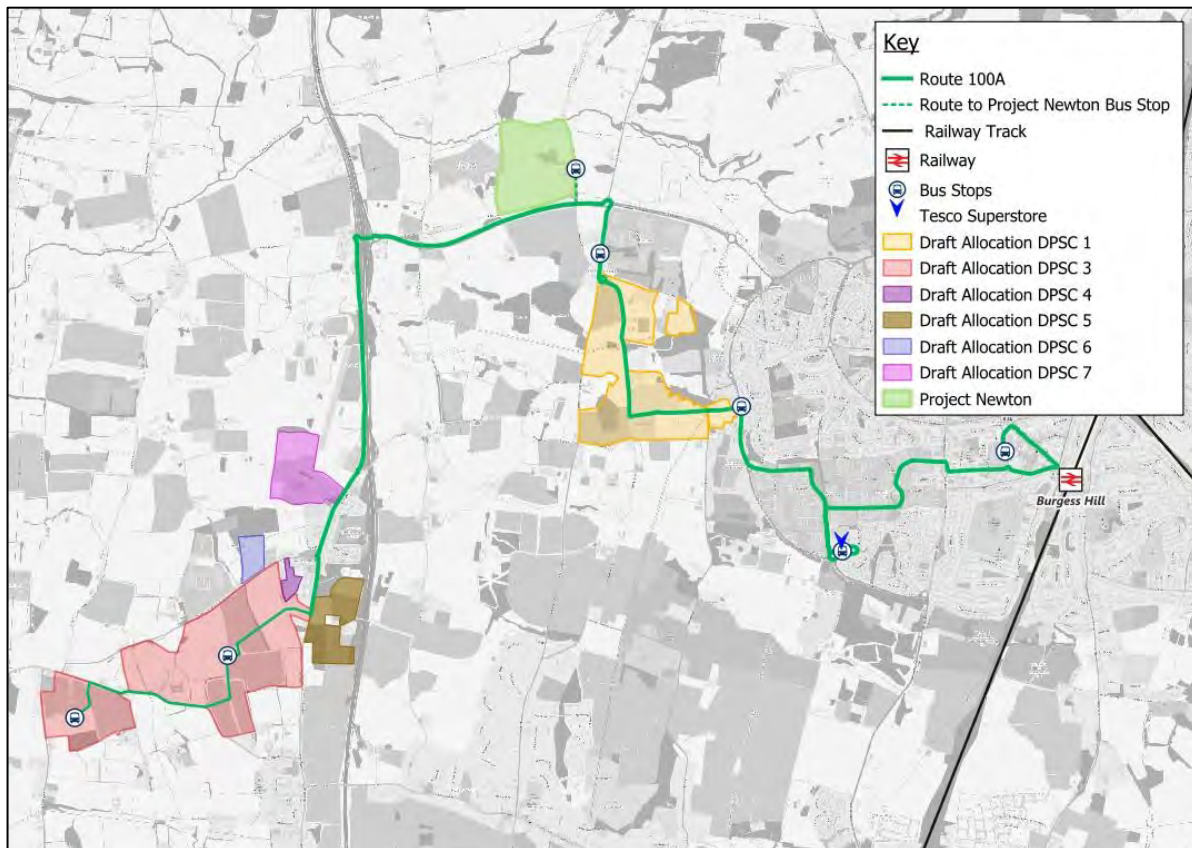 Key
Route 100A
Route to Project Newton Bus Stop
Railway Track
Railway
Bus Stops
Tesco Superstore
Draft Allocation DPSC 1
Draft Allocation DPSC 3
Draft Allocation DPSC 4
Draft Allocation DPSC 5
Draft Allocation DPSC 6
Draft Allocation DPSC 7
Project Newton
Burgess Hill